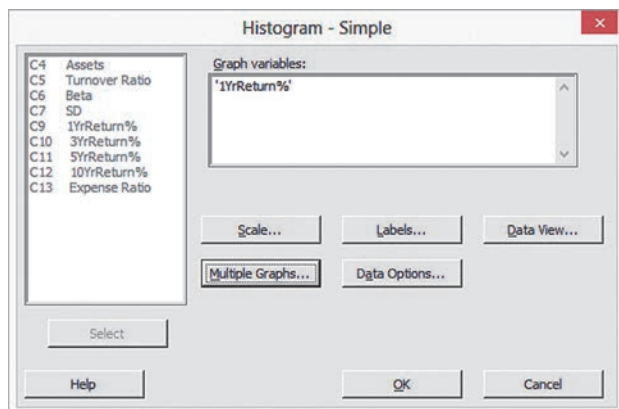 Histogram - Simple
×
C4 Assets
C5 Turnover Ratio
C6 Beta
C7 SD
C9 1YrReturn%
C10 3YrReturn%
C11 5YrReturn%
C12 10YrReturn%
C13 Expense Ratio
Graph variables:
'1YrReturn%'
Scale...
Labels...
Data View...
Multiple Graphs...
Data Options...
Select
Help
OK
Cancel